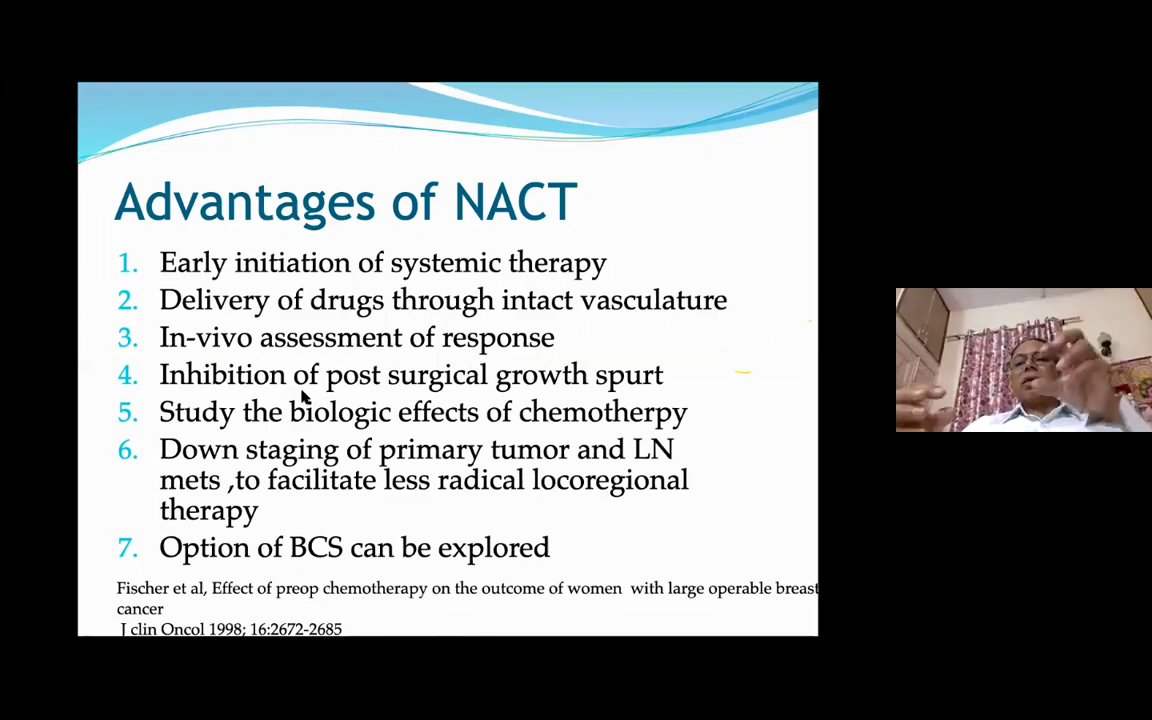 Advantages of NACT
1. Early initiation of systemic therapy
2. Delivery of drugs through intact vasculature
3. In-vivo assessment of response
4. Inhibition of post surgical growth spurt
5. Study the biologic effects of chemotherpy
6. Down staging of primary tumor and LN
mets ,to facilitate less radical locoregional
therapy
7. Option of BCS can be explored
Fischer et al, Effect of preop chemotherapy on the outcome of women with large operable breast
cancer
J clin Oncol 1998; 16:2672-2685